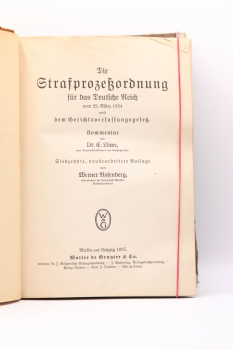 Die
Strafprozeßordnung
für das Deutsche Reich
vom 22. März 1924
nebst
dem Gerichtsverfassungsgesetz.
Kommentar
von
Dr. E. Löwe,
Siebzehnte, neubearbeitete Auflage
von
Werner Rosenberg,
Berlin und Leipzig 1927.
Walter de Gruyter & Co.